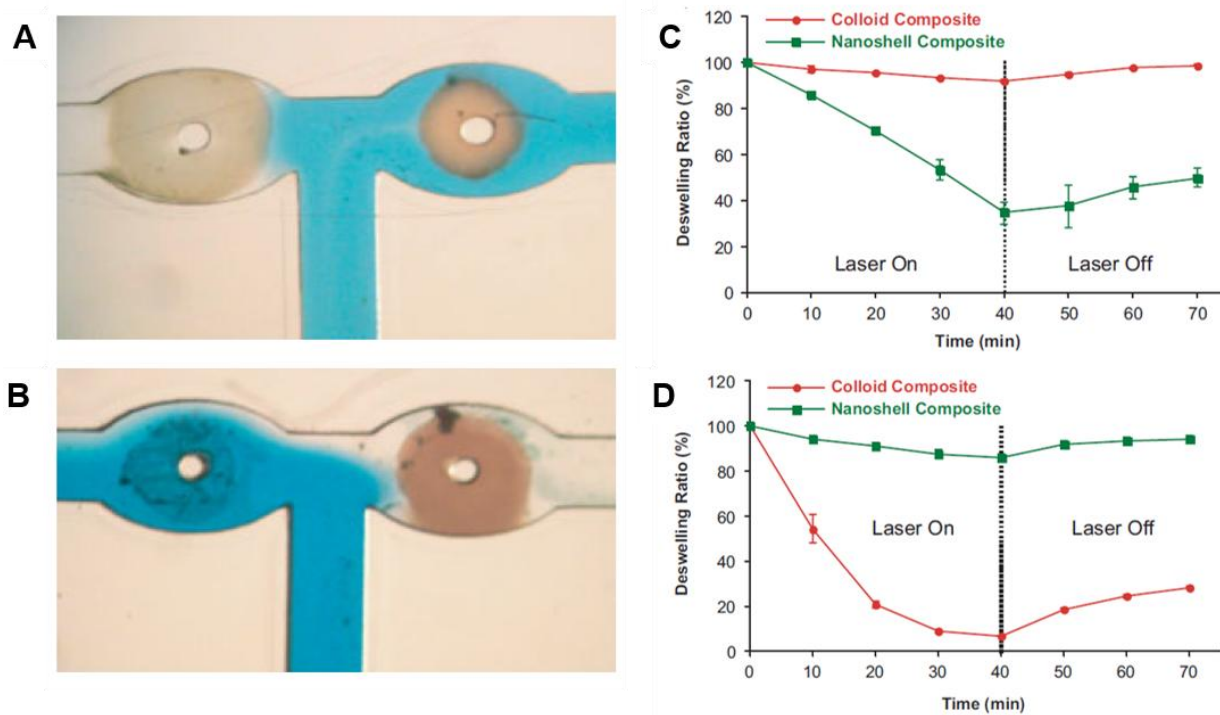 A
B
C
120
100
80
60
40
20
0
Deswelling Ratio (%)
Colloid Composite
Nanoshell Composite
Laser On
Laser Off
0 10 20 30 40 50 60 70
Time (min)
D
120
100
80
60
40
20
0
Deswelling Ratio (%)
Colloid Composite
Nanoshell Composite
Laser On
Laser Off
0 10 20 30 40 50 60 70
Time (min)